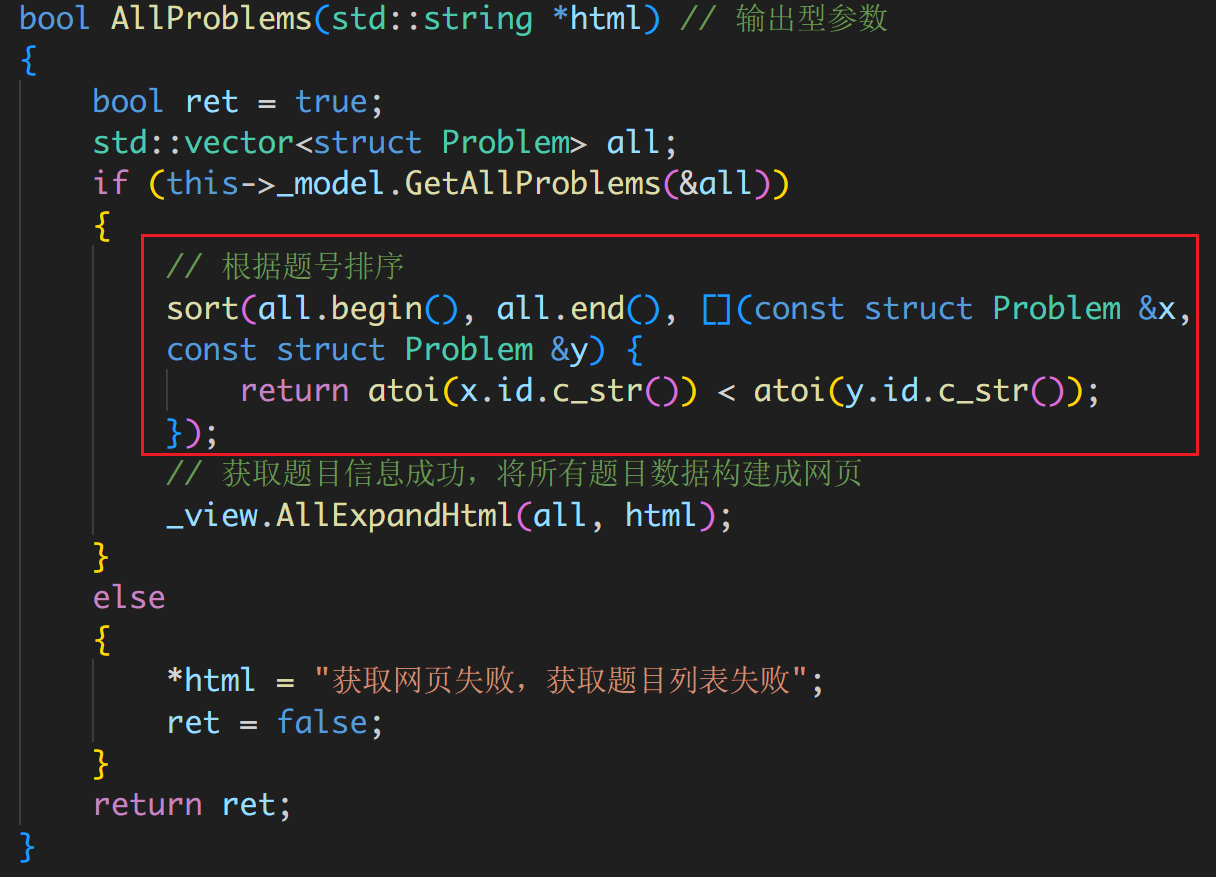 bool AllProblems(std::string *html) // 输出型参数
{
    bool ret = true;
    std::vector<struct Problem> all;
    if (this->_model.GetAllProblems(&all))
    {
        // 根据题号排序
        sort(all.begin(), all.end(), [](const struct Problem &x,
        const struct Problem &y) {
            return atoi(x.id.c_str()) < atoi(y.id.c_str());
        });
        // 获取题目信息成功，将所有题目数据构建成网页
        _view.AllExpandHtml(all, html);
    }
    else
    {
        *html = "获取网页失败，获取题目列表失败";
        ret = false;
    }
    return ret;
}